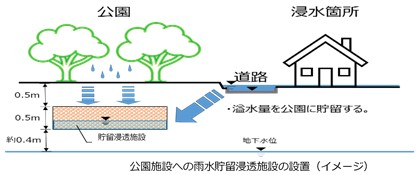 公園
浸水箇所
道路
・溢水量を公園に貯留する。
0.5m
0.5m
約0.4m
貯留浸透施設
地下水位
公園施設への雨水貯留浸透施設の設置（イメージ）